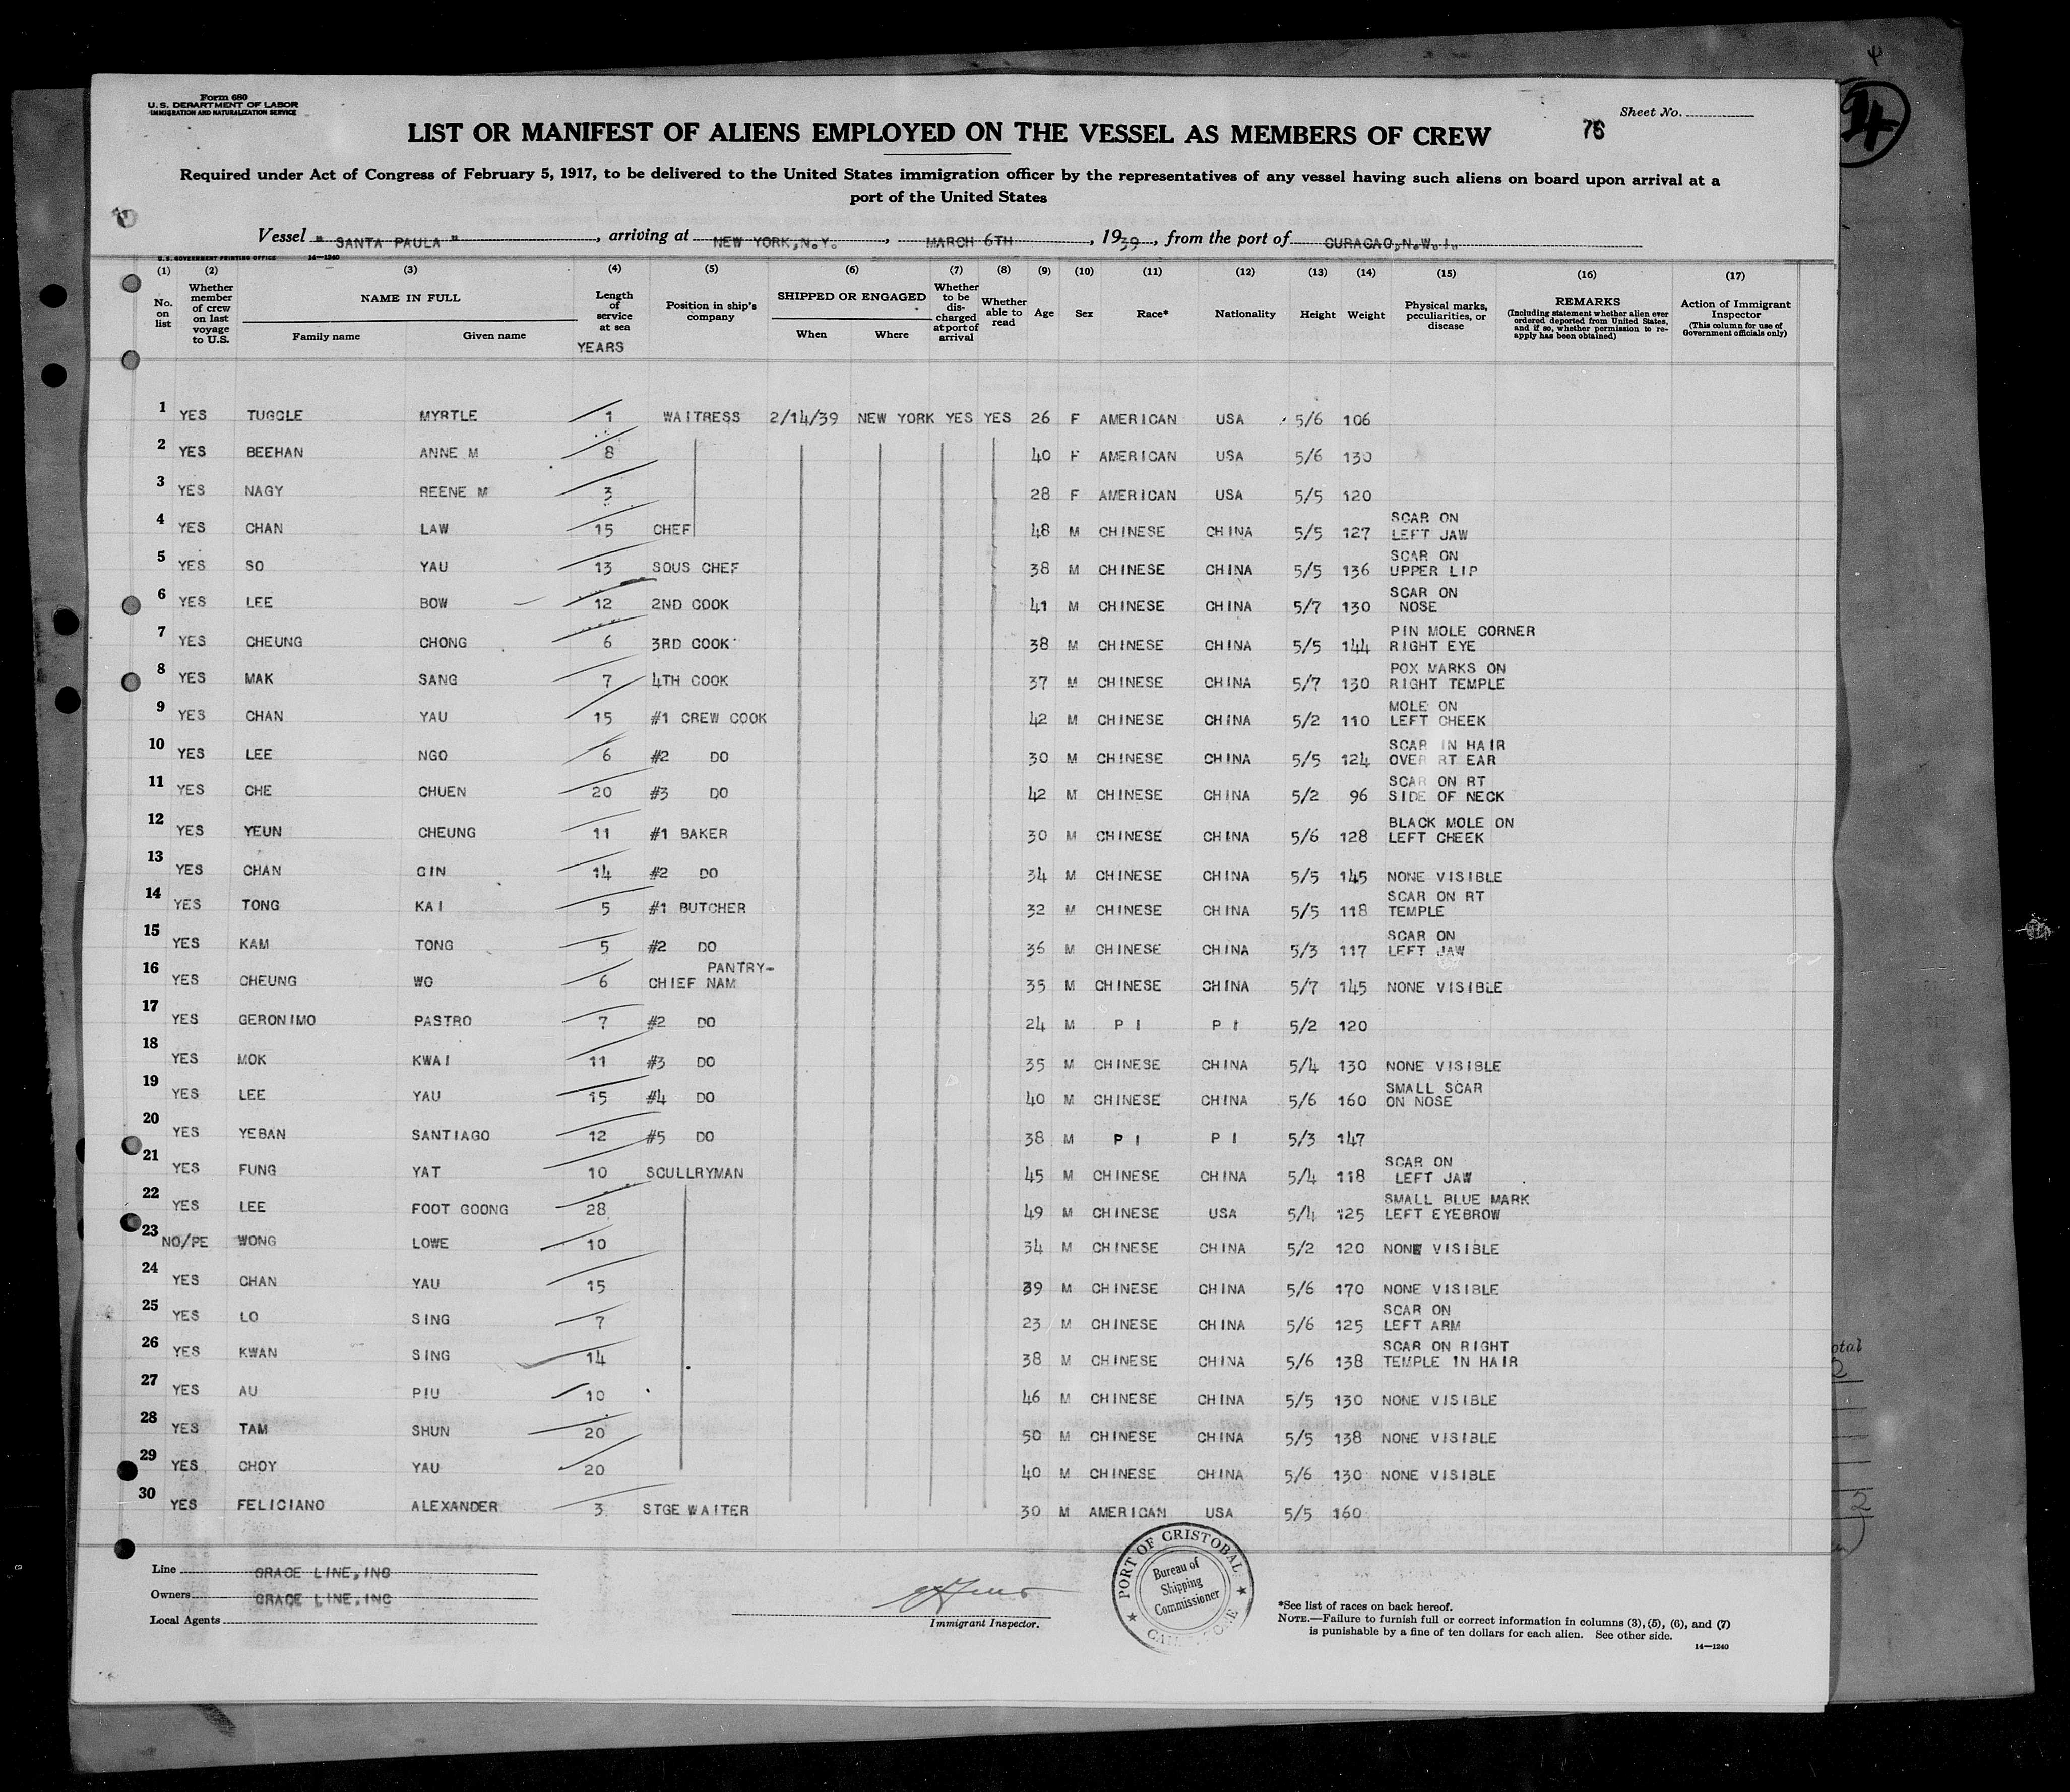 Form 680
U.S. DEPARTMENT OF LABOR
IMMIGRATION AND NATURALIZATION SERVICE
Sheet No.
LIST OR MANIFEST OF ALIENS EMPLOYED ON THE VESSEL AS MEMBERS OF CREW
Required under Act of Congress of February 5, 1917, to be delivered to the United States immigration officer by the representatives of any vessel having such aliens on board upon arrival at a
port of the United States
Vessel " SANTA PAULA " , arriving at NEW YORK,N.Y. , MARCH 6TH , 1939 , from the port of CURACAO,N.W.I.
U.S. GOVERNMENT PRINTING OFFICE 14—1240
(1) (2) (3) (4) (5) (6) (7) (8) (9) (10) (11) (12) (13) (14) (15) (16) (17)
No. on list
Whether member of crew on last voyage to U.S.
NAME IN FULL
Family name Given name
Length of service at sea
YEARS
Position in ship's company
SHIPPED OR ENGAGED
When Where
Whether to be discharged at port of arrival
Whether able to read
Age Sex Race* Nationality Height Weight
Physical marks, peculiarities, or disease
REMARKS
(Including statement whether alien ever ordered deported from United States, and if so, whether permission to re-apply has been obtained)
Action of Immigrant Inspector
(This column for use of Government officials only)
1 YES TUGGLE MYRTLE 1 WAITRESS 2/14/39 NEW YORK YES YES 26 F AMERICAN USA 5/6 106
2 YES BEEHAN ANNE M 8 40 F AMERICAN USA 5/6 130
3 YES NAGY REENE M 3 28 F AMERICAN USA 5/5 120
4 YES CHAN LAW 15 CHEF 48 M CHINESE CHINA 5/5 127 SCAR ON LEFT JAW
5 YES SO YAU 13 SOUS CHEF 38 M CHINESE CHINA 5/5 136 SCAR ON UPPER LIP
6 YES LEE BOW 12 2ND COOK 41 M CHINESE CHINA 5/7 130 SCAR ON NOSE
7 YES CHEUNG CHONG 6 3RD COOK 38 M CHINESE CHINA 5/5 144 PIN MOLE CORNER RIGHT EYE
8 YES MAK SANG 7 4TH COOK 37 M CHINESE CHINA 5/7 130 POX MARKS ON RIGHT TEMPLE
9 YES CHAN YAU 15 #1 CREW COOK 42 M CHINESE CHINA 5/2 110 MOLE ON LEFT CHEEK
10 YES LEE NGO 6 #2 DO 30 M CHINESE CHINA 5/5 124 SCAR IN HAIR OVER RT EAR
11 YES CHE CHUEN 20 #3 DO 42 M CHINESE CHINA 5/2 96 SCAR ON RT SIDE OF NECK
12 YES YEUN CHEUNG 11 #1 BAKER 30 M CHINESE CHINA 5/6 128 BLACK MOLE ON LEFT CHEEK
13 YES CHAN GIN 14 #2 DO 34 M CHINESE CHINA 5/5 145 NONE VISIBLE
14 YES TONG KAI 5 #1 BUTCHER 32 M CHINESE CHINA 5/5 118 SCAR ON RT TEMPLE
15 YES KAM TONG 5 #2 DO 36 M CHINESE CHINA 5/3 117 SCAR ON LEFT JAW
16 YES CHEUNG WO 6 CHIEF PANTRY-NAM 35 M CHINESE CHINA 5/7 145 NONE VISIBLE
17 YES GERONIMO PASTRO 7 #2 DO 24 M P I P I 5/2 120
18 YES MOK KWAI 11 #3 DO 35 M CHINESE CHINA 5/4 130 NONE VISIBLE
19 YES LEE YAU 15 #4 DO 40 M CHINESE CHINA 5/6 160 SMALL SCAR ON NOSE
20 YES YEBAN SANTIAGO 12 #5 DO 38 M P I P I 5/3 147
21 YES FUNG YAT 10 SCULLRYMAN 45 M CHINESE CHINA 5/4 118 SCAR ON LEFT JAW
22 YES LEE FOOT GOONG 28 49 M CHINESE USA 5/4 125 SMALL BLUE MARK LEFT EYEBROW
23 NO/PE WONG LOWE 10 34 M CHINESE CHINA 5/2 120 NONE VISIBLE
24 YES CHAN YAU 15 39 M CHINESE CHINA 5/6 170 NONE VISIBLE
25 YES LO SING 7 23 M CHINESE CHINA 5/6 125 SCAR ON LEFT ARM
26 YES KWAN SING 14 38 M CHINESE CHINA 5/6 138 SCAR ON RIGHT TEMPLE IN HAIR
27 YES AU PIU 10 46 M CHINESE CHINA 5/5 130 NONE VISIBLE
28 YES TAM SHUN 20 50 M CHINESE CHINA 5/5 138 NONE VISIBLE
29 YES CHOY YAU 20 40 M CHINESE CHINA 5/6 130 NONE VISIBLE
30 YES FELICIANO ALEXANDER 3 STGE WAITER 30 M AMERICAN USA 5/5 160
Line GRACE LINE,INC
Owners GRACE LINE,INC
Local Agents
Immigrant Inspector.
PORT OF CRISTOBAL
Bureau of
Shipping
Commissioner
*See list of races on back hereof.
NOTE.—Failure to furnish full or correct information in columns (3), (5), (6), and (7)
is punishable by a fine of ten dollars for each alien. See other side.
14—1240